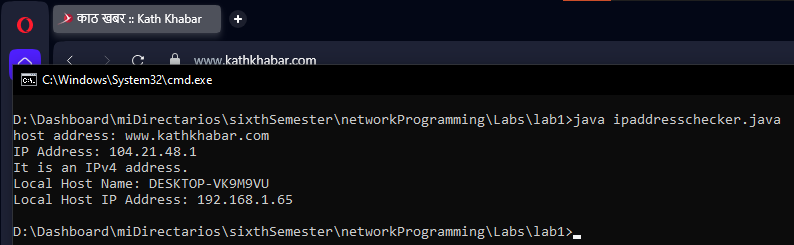 काठ खबर :: Kath Khabar
www.kathkhabar.com
C:\Windows\System32\cmd.exe
D:\Dashboard\miDirectarios\sixthSemester\networkProgramming\Labs\lab1>java ipaddresschecker.java
host address: www.kathkhabar.com
IP Address: 104.21.48.1
It is an IPv4 address.
Local Host Name: DESKTOP-VK9M9VU
Local Host IP Address: 192.168.1.65
D:\Dashboard\miDirectarios\sixthSemester\networkProgramming\Labs\lab1>